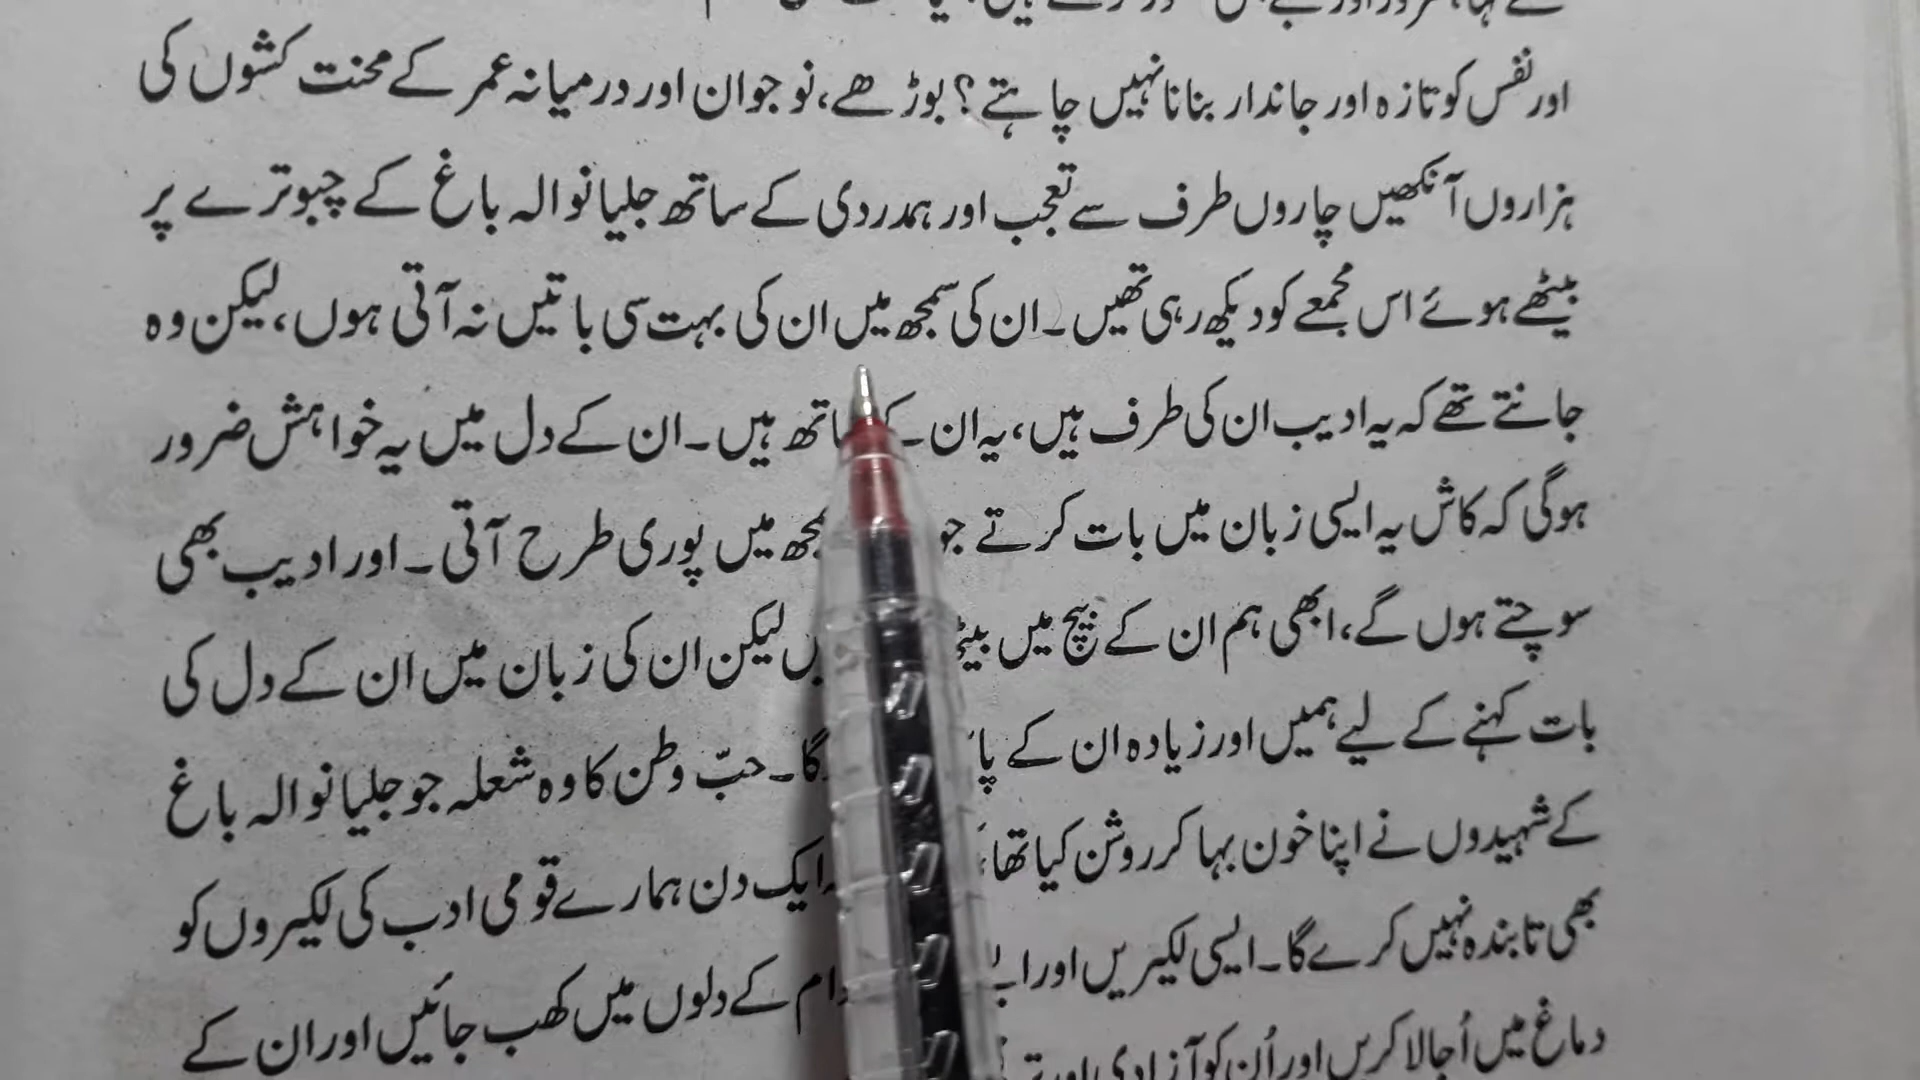 اور نفس کو تازہ اور جاندار بنانا نہیں چاہتے؟ بوڑھے، نوجوان اور درمیانہ عمر کے محنت کشوں کی
ہزاروں آنکھیں چاروں طرف سے تعجب اور ہمدردی کے ساتھ جلیانوالہ باغ کے چبوترے پر
بیٹھے ہوئے اس مجمعے کو دیکھ رہی تھیں۔ ان کی سمجھ میں ان کی بہت سی باتیں نہ آتی ہوں، لیکن وہ
جانتے تھے کہ یہ ادیب ان کی طرف ہیں، یہ ان ہیں۔ ان کے دل میں یہ خواہش ضرور
ہوگی کہ کاش یہ ایسی زبان میں بات کرتے جو میں پوری طرح آتی۔ اور ادیب بھی
سوچتے ہوں گے، ابھی ہم ان کے بیچ میں لیکن ان کی زبان میں ان کے دل کی
بات کہنے کے لیے ہمیں اور زیادہ ان کے حبّ وطن کا وہ شعلہ جو جلیانوالہ باغ
کے شہیدوں نے اپنا خون بہا کر روشن کیا تھا، ایک دن ہمارے قومی ادب کی لکیروں کو
بھی تابندہ نہیں کرے گا۔ ایسی لکیریں اور کے دلوں میں کھب جائیں اور ان کے
دماغ میں اُجالا کریں اور اُن کو آزادی اور